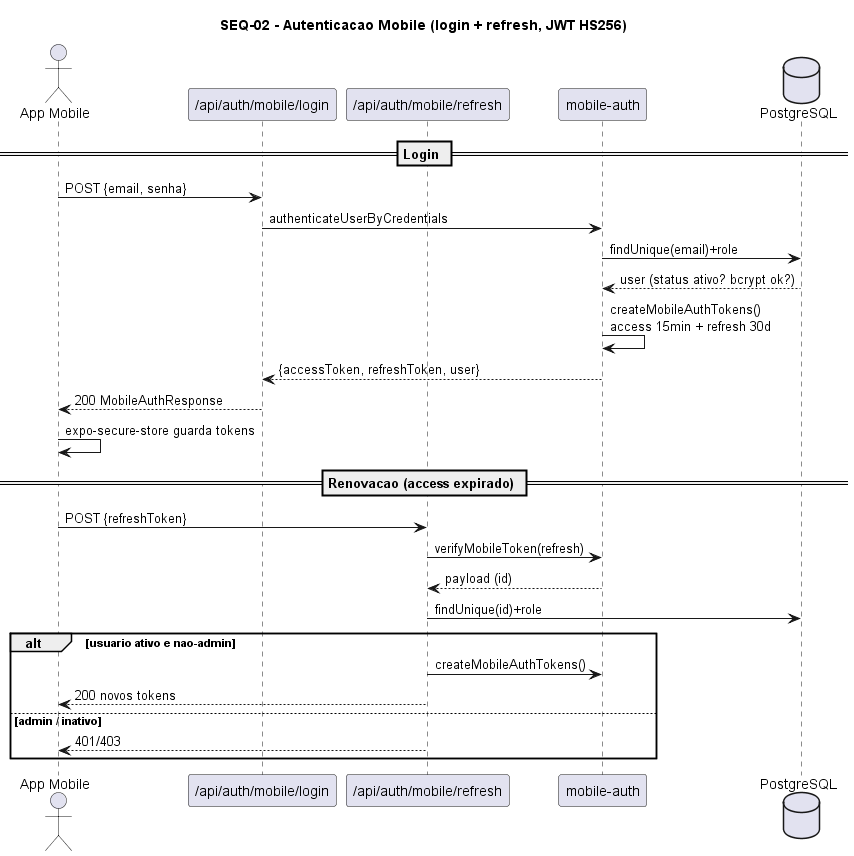 SEQ-02 - Autenticacao Mobile (login + refresh, JWT HS256)
App Mobile
/api/auth/mobile/login
/api/auth/mobile/refresh
mobile-auth
PostgreSQL
Login
POST {email, senha}
authenticateUserByCredentials
findUnique(email)+role
user (status ativo? bcrypt ok?)
createMobileAuthTokens()
access 15min + refresh 30d
{accessToken, refreshToken, user}
200 MobileAuthResponse
expo-secure-store guarda tokens
Renovacao (access expirado)
POST {refreshToken}
verifyMobileToken(refresh)
payload (id)
findUnique(id)+role
alt
[usuario ativo e nao-admin]
createMobileAuthTokens()
200 novos tokens
[admin / inativo]
401/403
App Mobile
/api/auth/mobile/login
/api/auth/mobile/refresh
mobile-auth
PostgreSQL